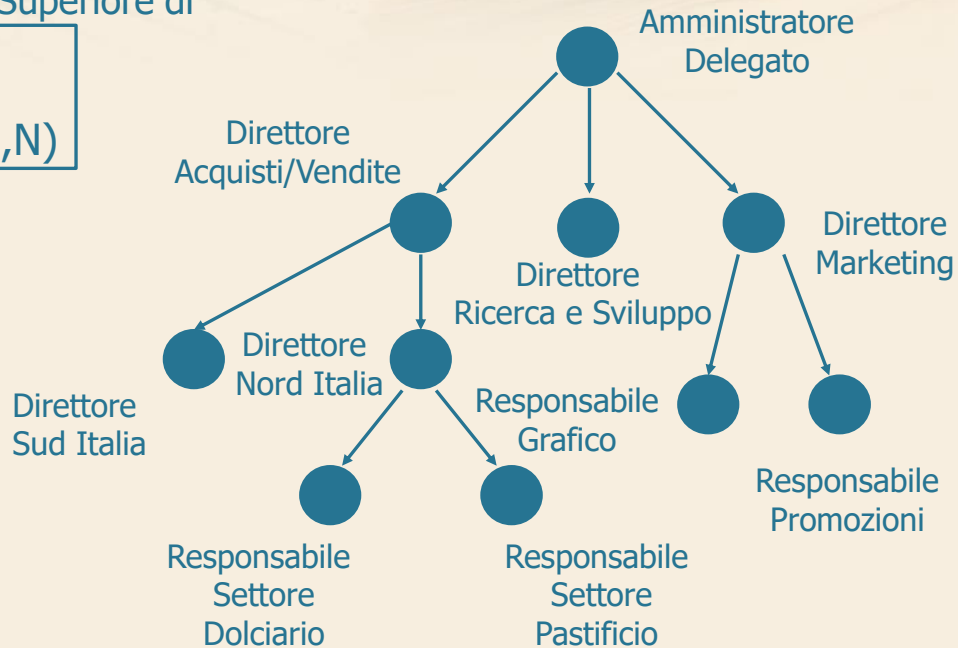 Superiore di
,N)
Amministratore
Delegato
Direttore
Acquisti/Vendite
Direttore
Ricerca e Sviluppo
Direttore
Marketing
Direttore
Sud Italia
Direttore
Nord Italia
Responsabile
Grafico
Responsabile
Promozioni
Responsabile
Settore
Dolciario
Responsabile
Settore
Pastificio